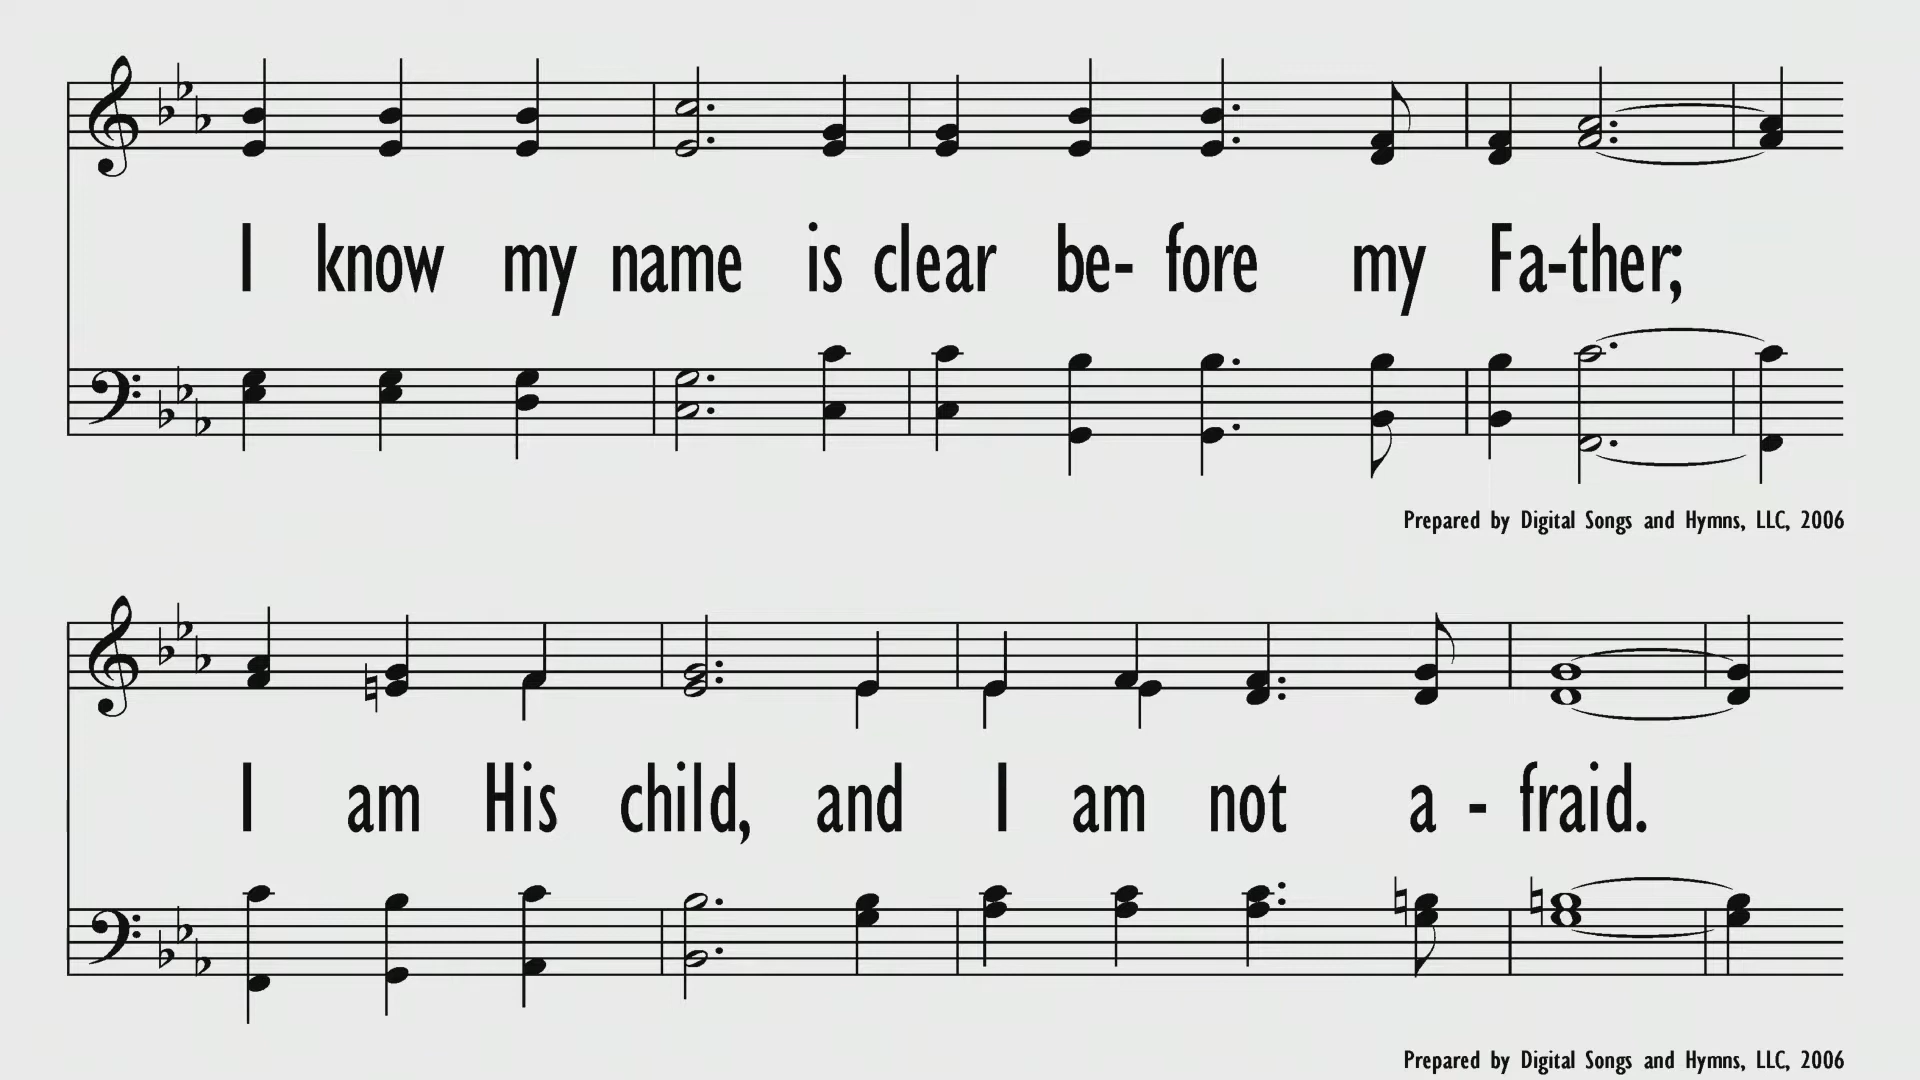 I know my name is clear be- fore my Fa-ther;
Prepared by Digital Songs and Hymns, LLC, 2006
I am His child, and I am not a - fraid.
Prepared by Digital Songs and Hymns, LLC, 2006